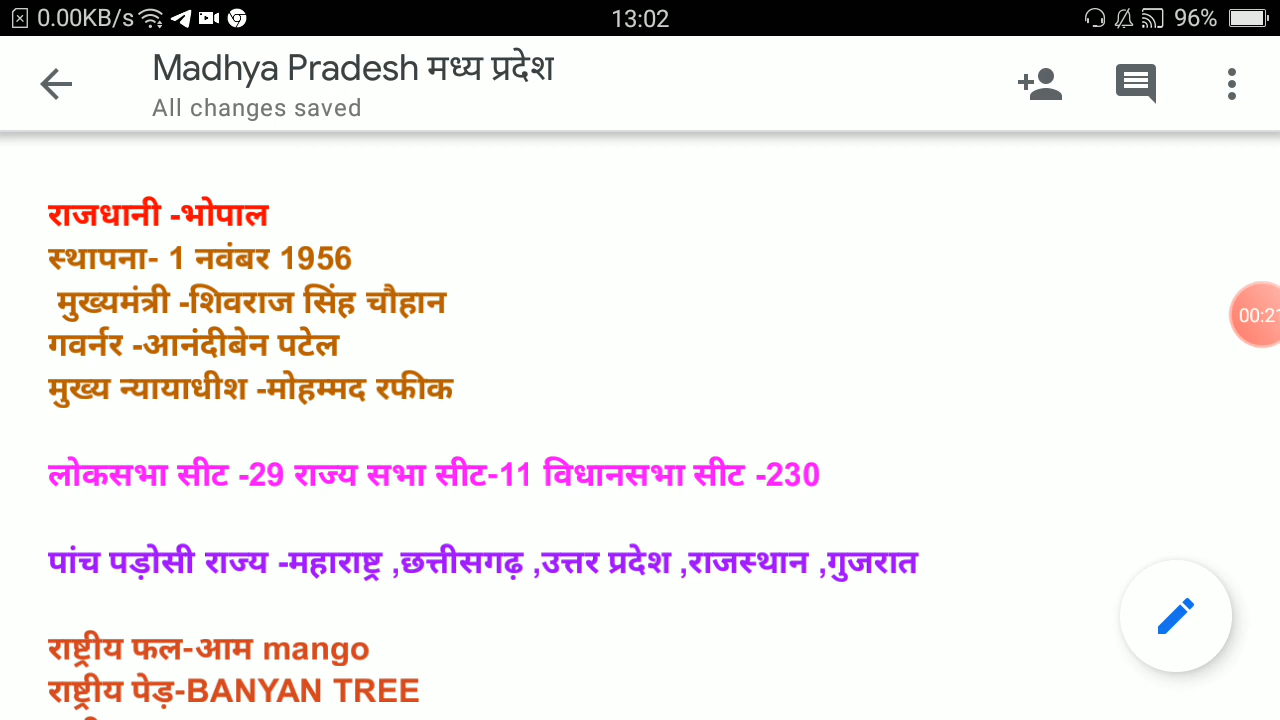 0.00KB/s 13:02 96%
Madhya Pradesh मध्य प्रदेश
All changes saved
राजधानी -भोपाल
स्थापना- 1 नवंबर 1956
मुख्यमंत्री -शिवराज सिंह चौहान
00:21
गवर्नर -आनंदीबेन पटेल
मुख्य न्यायाधीश -मोहम्मद रफीक
लोकसभा सीट -29 राज्य सभा सीट-11 विधानसभा सीट -230
पांच पड़ोसी राज्य -महाराष्ट्र ,छत्तीसगढ़ ,उत्तर प्रदेश ,राजस्थान ,गुजरात
राष्ट्रीय फल-आम mango
राष्ट्रीय पेड़-BANYAN TREE